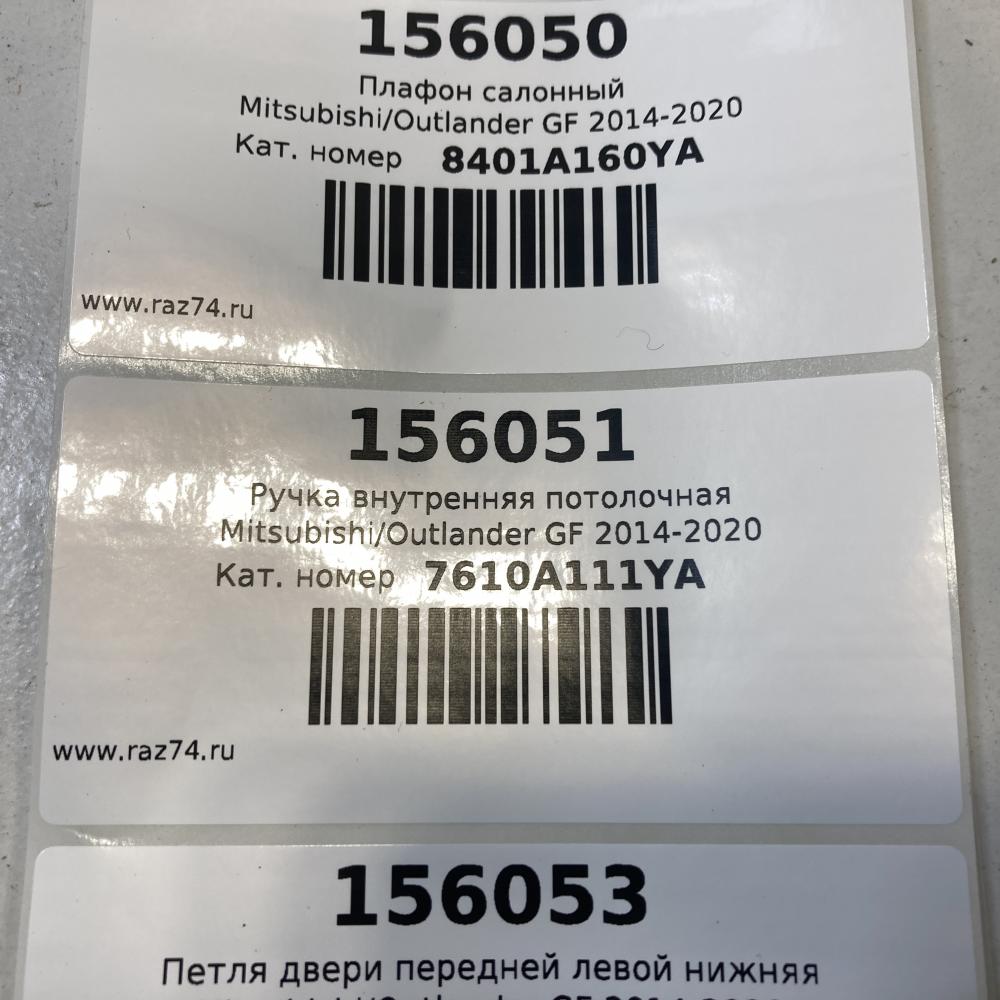 156050
Плафон салонный
Mitsubishi/Outlander GF 2014-2020
Кат. номер 8401A160YA
www.raz74.ru
156051
Ручка внутренняя потолочная
Mitsubishi/Outlander GF 2014-2020
Кат. номер 7610A111YA
www.raz74.ru
156053
Петля двери передней левой нижняя